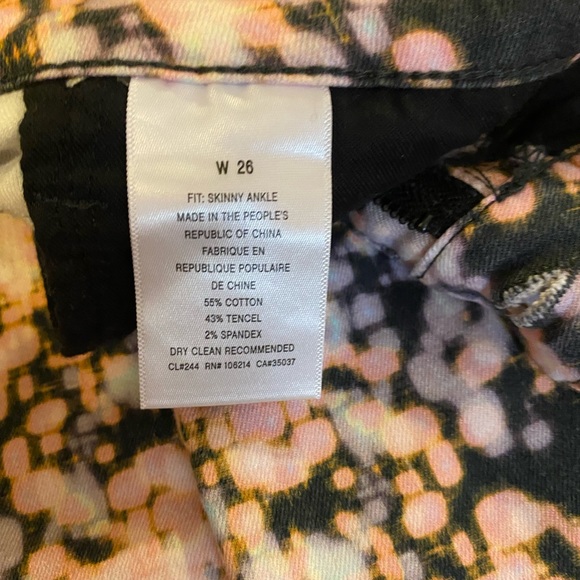 W 26
FIT: SKINNY ANKLE
MADE IN THE PEOPLE'S
REPUBLIC OF CHINA
FABRIQUE EN
REPUBLIQUE POPULAIRE
DE CHINE
55% COTTON
43% TENCEL
2% SPANDEX
DRY CLEAN RECOMMENDED
CL#244 RN# 106214 CA#35037